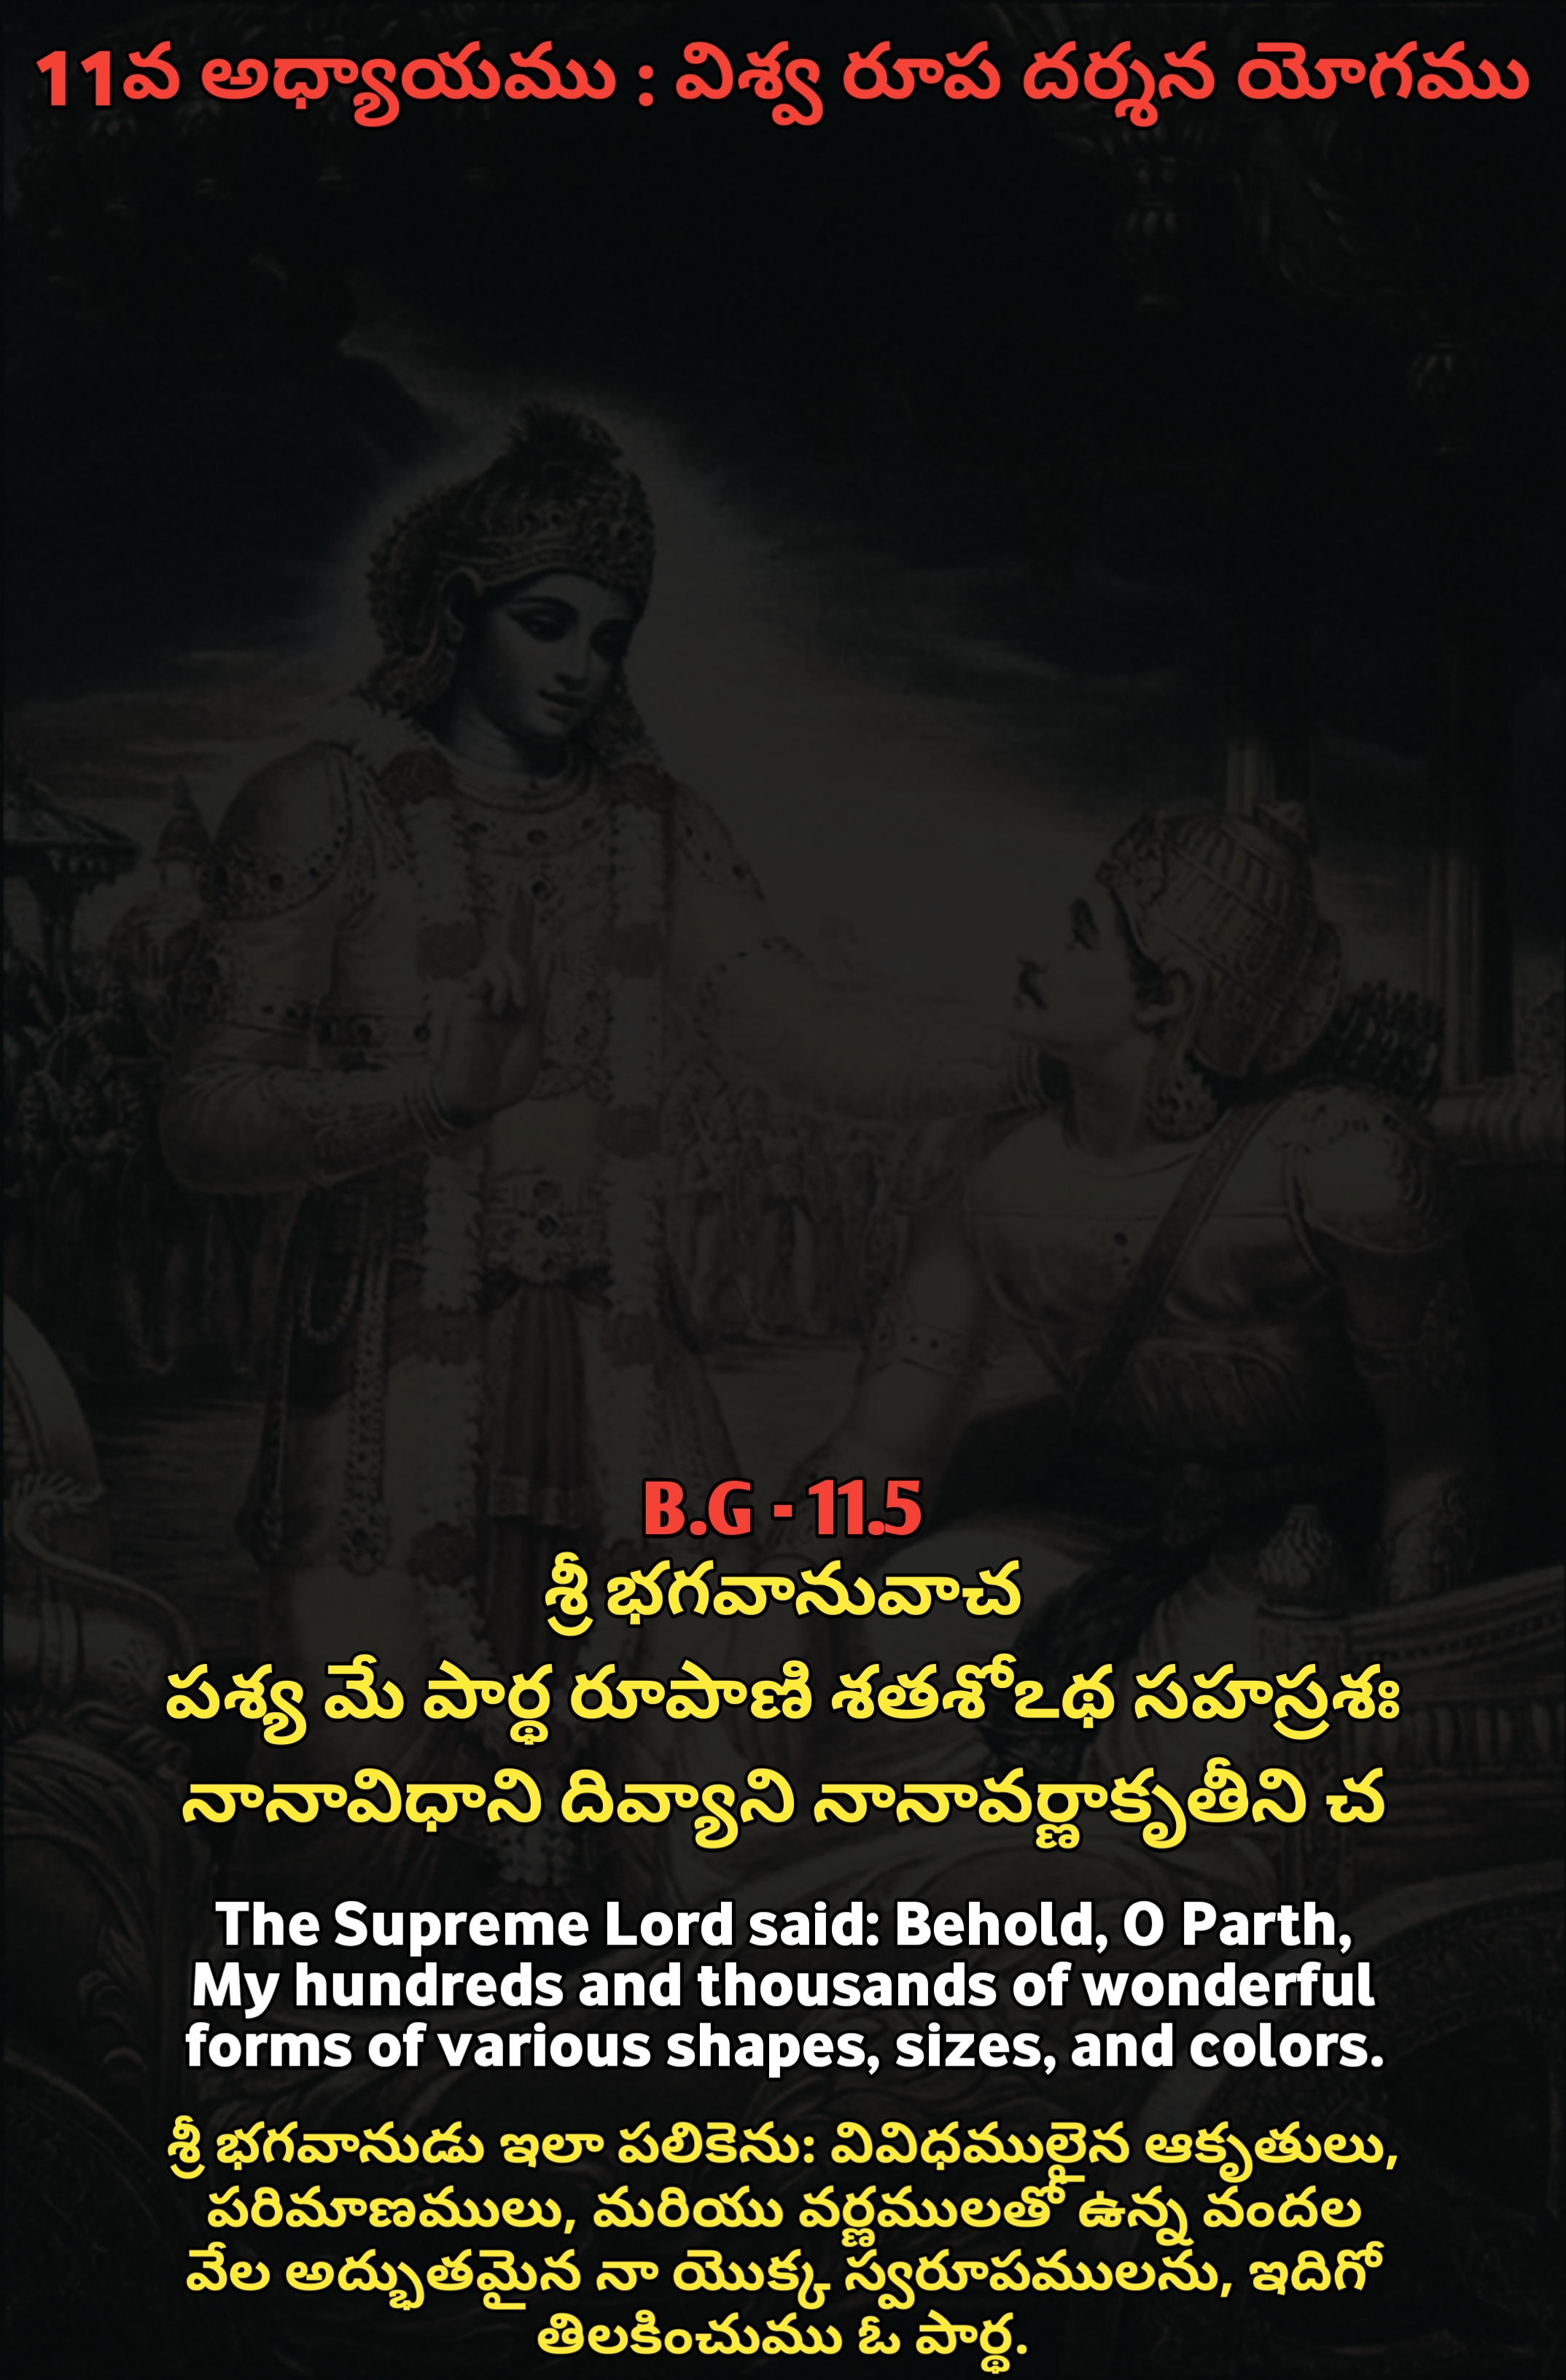 11వ అధ్యాయము : విశ్వ రూప దర్శన యోగము
B.G - 11.5
శ్రీ భగవానువాచ
పశ్య మే పార్థ రూపాణి శతశోఽథ సహస్రశః
నానావిధాని దివ్యాని నానావర్ణాకృతీని చ
The Supreme Lord said: Behold, O Parth,
My hundreds and thousands of wonderful
forms of various shapes, sizes, and colors.
శ్రీ భగవానుడు ఇలా పలికెను: వివిధములైన ఆకృతులు,
పరిమాణములు, మరియు వర్ణములతో ఉన్న వందల
వేల అద్భుతమైన నా యొక్క స్వరూపములను, ఇదిగో
తిలకించుము ఓ పార్థ.